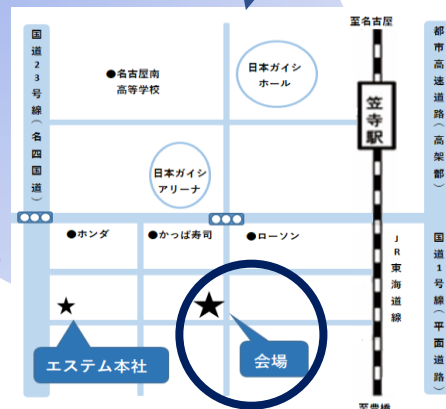 至名古屋
国道23号線(名四国道)
●名古屋南
高等学校
日本ガイシ
ホール
笠寺駅
都市高速道路(高架部)
日本ガイシ
アリーナ
●ホンダ
●かっぱ寿司
●ローソン
JR東海道線
国道1号線(平面道路)
エステム本社
会場
至豊橋